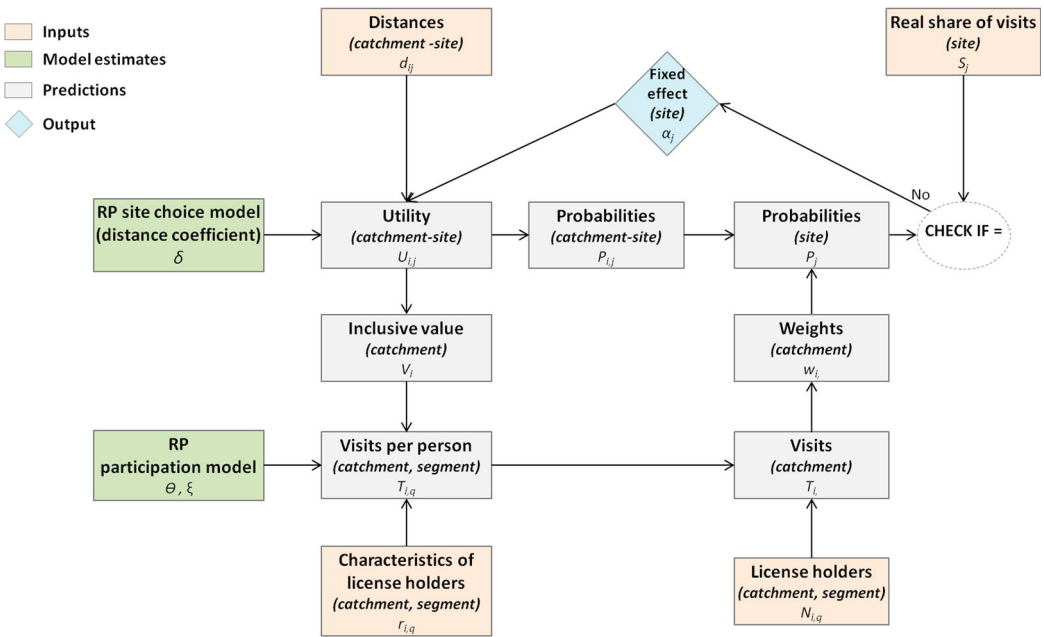 Inputs
Model estimates
Predictions
Output
Distances
(catchment -site)
dij
Fixed
effect
(site)
αj
Real share of visits
(site)
Sj
No
RP site choice model
(distance coefficient)
δ
Utility
(catchment-site)
Ui,j
Probabilities
(catchment-site)
Pi,j
Probabilities
(site)
Pj
CHECK IF =
Inclusive value
(catchment)
Vi
Weights
(catchment)
wi,
RP
participation model
ϴ , ξ
Visits per person
(catchment, segment)
Ti,q
Visits
(catchment)
Ti,
Characteristics of
license holders
(catchment, segment)
ri,q
License holders
(catchment, segment)
Ni,q